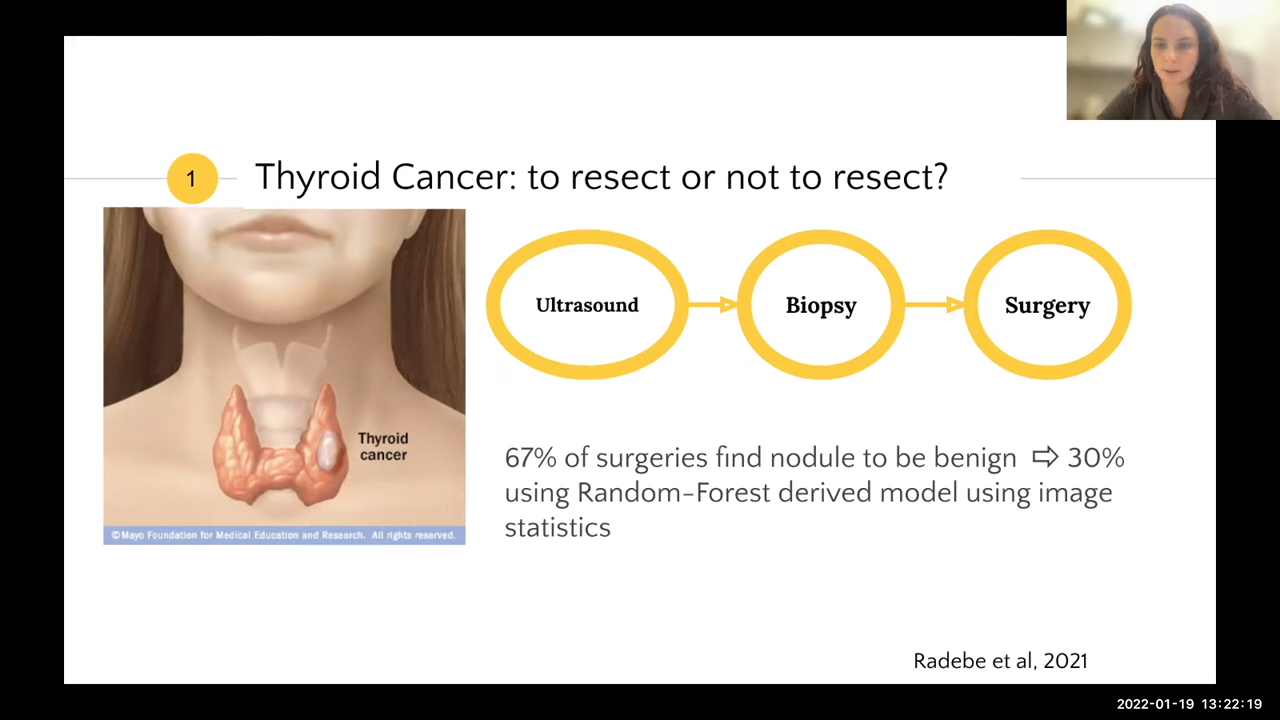 1
Thyroid Cancer: to resect or not to resect?
Ultrasound
Biopsy
Surgery
Thyroid
cancer
©Mayo Foundation for Medical Education and Research. All rights reserved.
67% of surgeries find nodule to be benign ⇨ 30%
using Random-Forest derived model using image
statistics
Radebe et al, 2021
2022-01-19 13:22:19